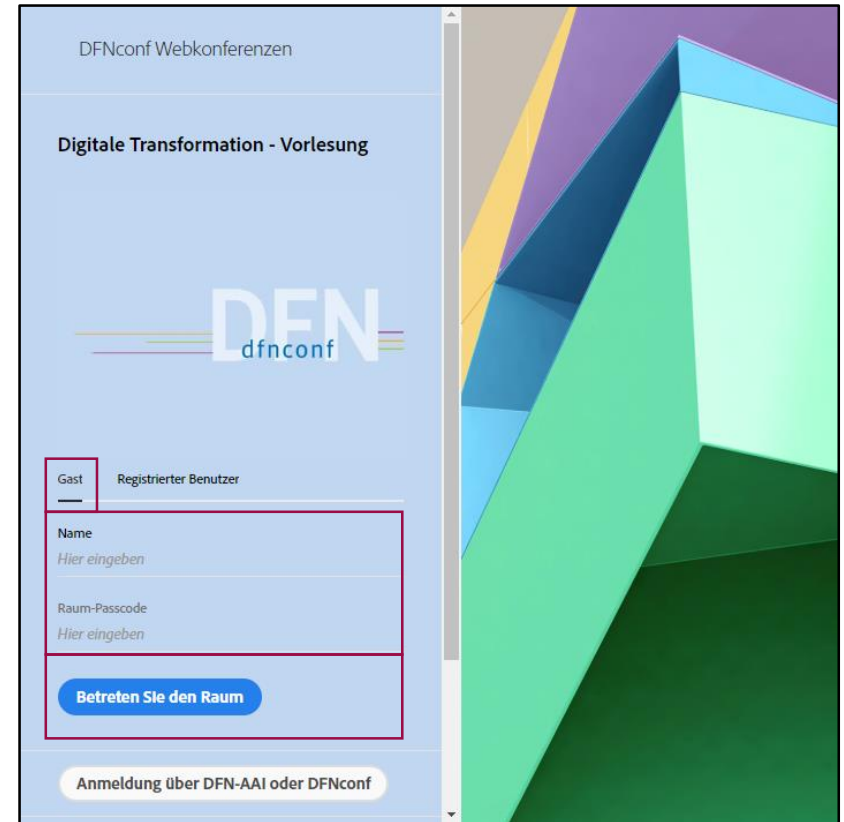 DFNconf Webkonferenzen
Digitale Transformation - Vorlesung
DFN
dfnconf
Gast Registrierter Benutzer
Name
Hier eingeben
Raum-Passcode
Hier eingeben
Betreten SIe den Raum
Anmeldung über DFN-AAI oder DFNconf